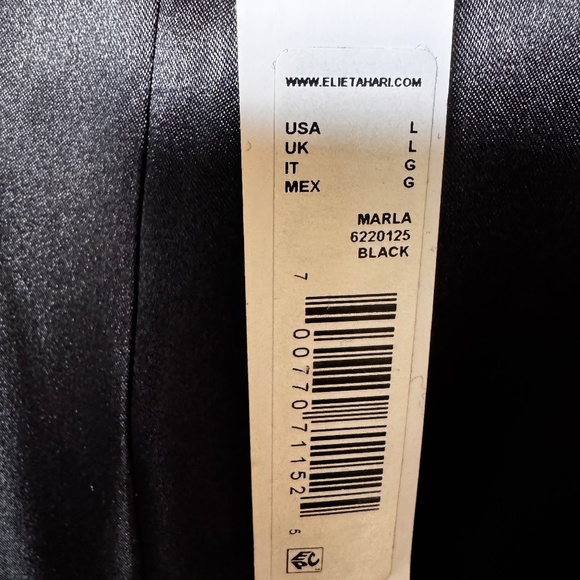 WWW.ELIETAHARI.COM
USA L
UK L
IT G
MEX G
MARLA
6220125
BLACK
7 00770 71152 5